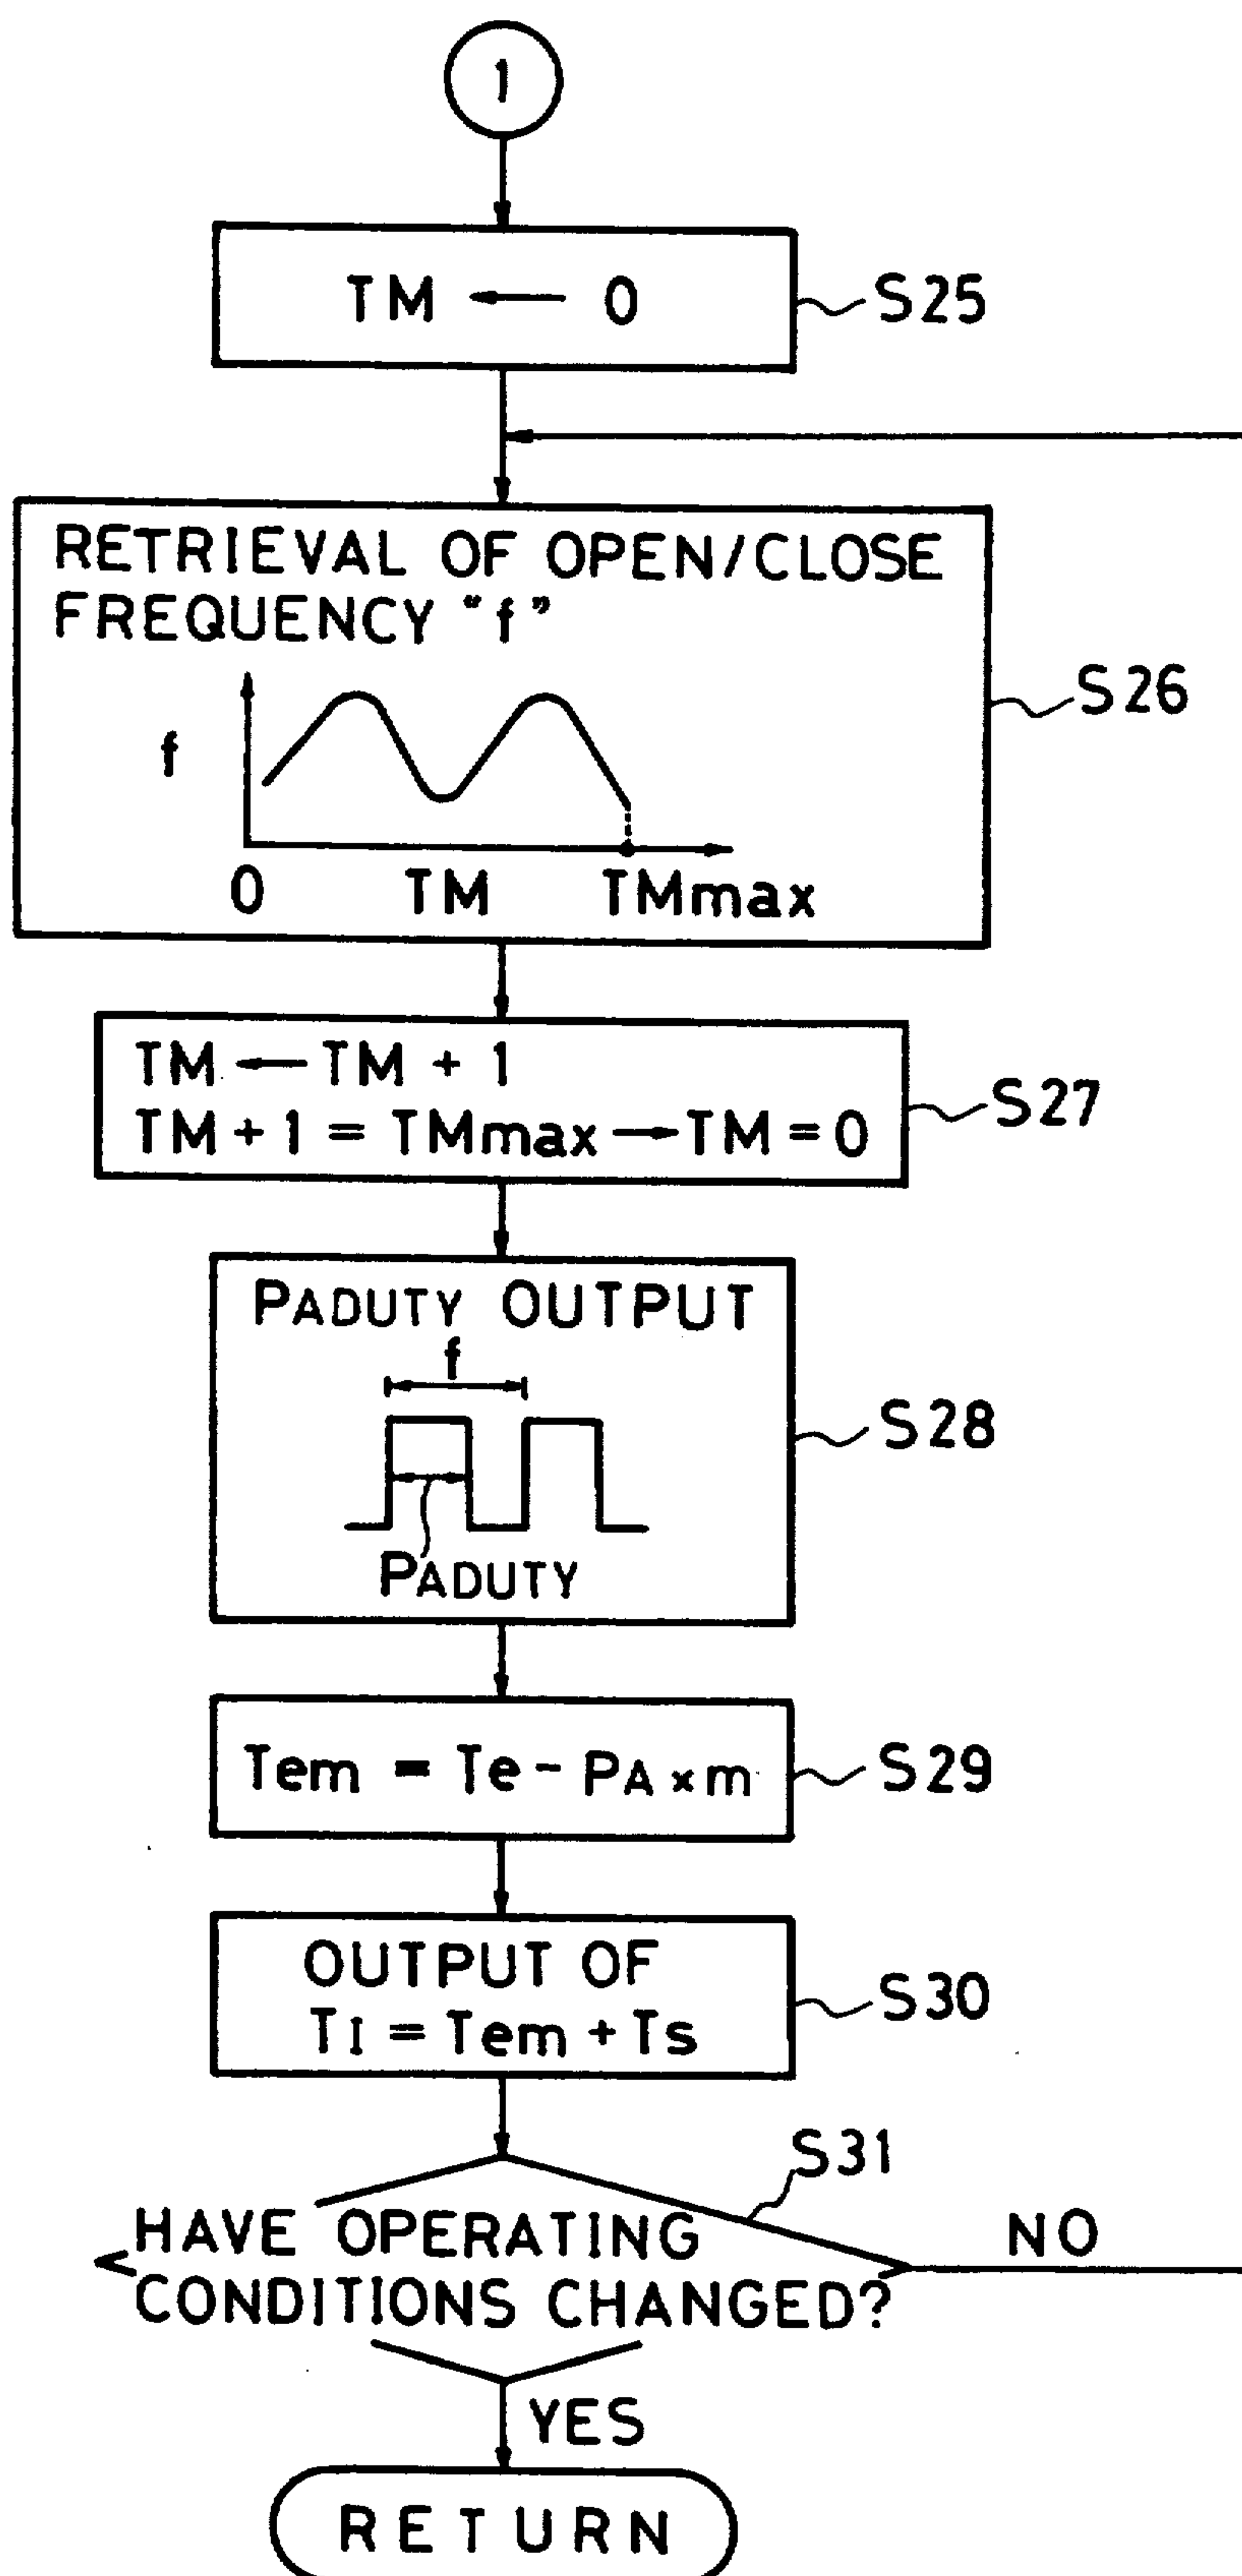 1
TM ← 0
S25
RETRIEVAL OF OPEN/CLOSE
FREQUENCY "f"
S26
f
0 TM TMmax
TM ← TM + 1
TM + 1 = TMmax → TM = 0
S27
PADUTY OUTPUT
f
S28
PADUTY
Tem = Te - PA × m
S29
OUTPUT OF
TI = Tem + Ts
S30
S31
HAVE OPERATING
CONDITIONS CHANGED?
NO
YES
RETURN